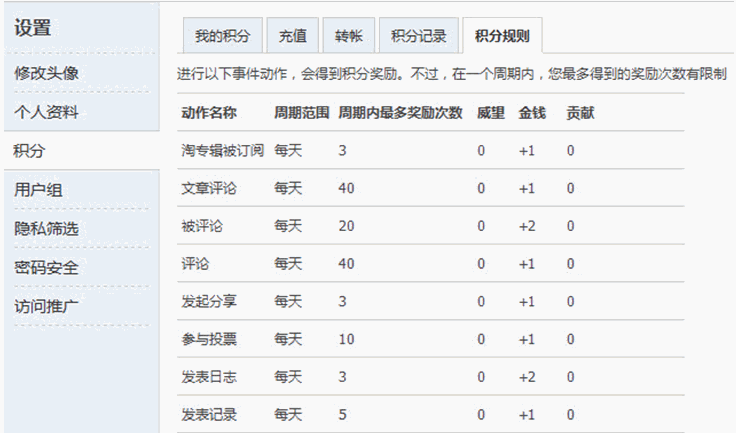 设置
修改头像
个人资料
积分
用户组
隐私筛选
密码安全
访问推广
我的积分 充值 转帐 积分记录 积分规则
进行以下事件动作，会得到积分奖励。不过，在一个周期内，您最多得到的奖励次数有限制
动作名称 周期范围 周期内最多奖励次数 威望 金钱 贡献
淘专辑被订阅 每天 3 0 +1 0
文章评论 每天 40 0 +1 0
被评论 每天 20 0 +2 0
评论 每天 40 0 +1 0
发起分享 每天 3 0 +1 0
参与投票 每天 10 0 +1 0
发表日志 每天 3 0 +2 0
发表记录 每天 5 0 +1 0